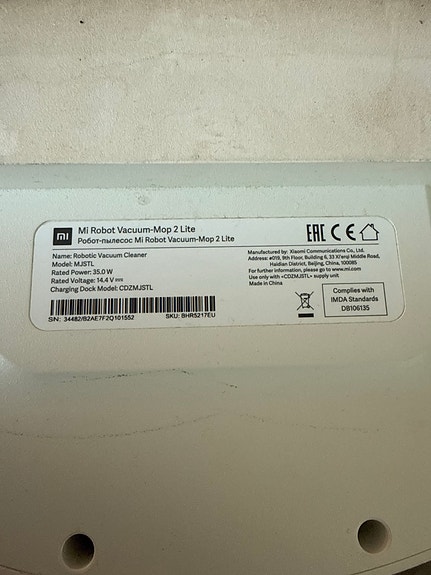 mi
Mi Robot Vacuum-Mop 2 Lite
Робот-пылесос Mi Robot Vacuum-Mop 2 Lite
Name: Robotic Vacuum Cleaner
Model: MJSTL
Rated Power: 35.0 W
Rated Voltage: 14.4 V
Charging Dock Model: CDZMJSTL
SN: 34482/B2AE7F2Q101552
SKU: BHR5217EU
EAC CE
Manufactured by: Xiaomi Communications Co., Ltd.
Address: #019, 9th Floor, Building 6, 33 Xi'erqi Middle Road,
Haidian District, Beijing, China, 100085
For further information, please go to www.mi.com
Use only with <CDZMJSTL> supply unit
Made in China
Complies with
IMDA Standards
DB106135